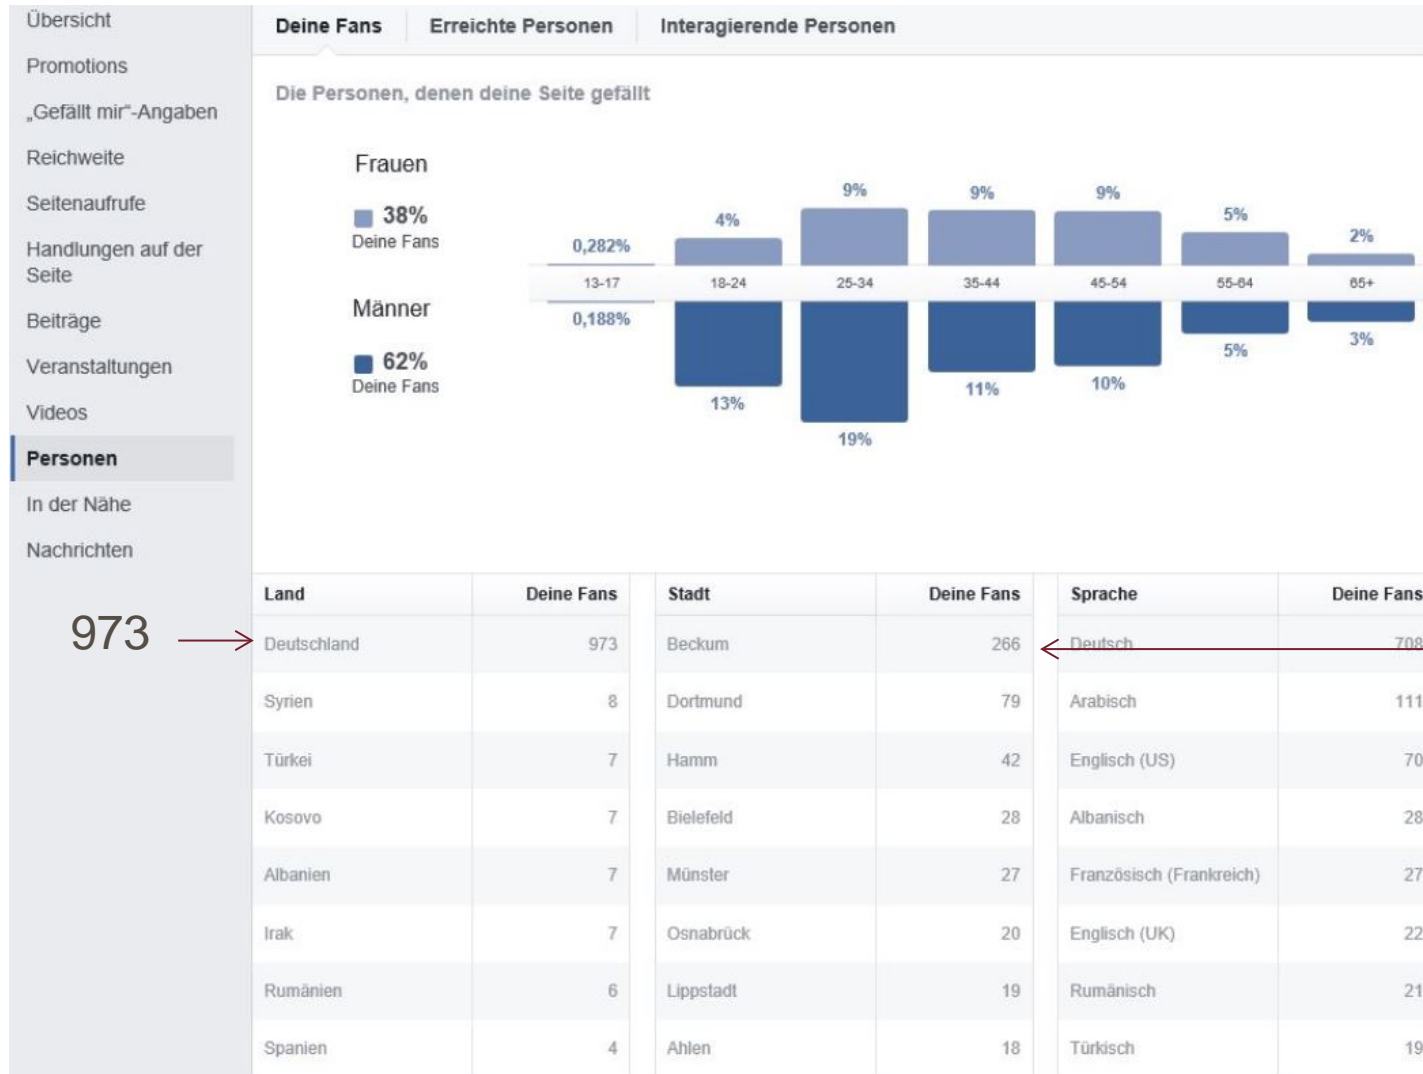 Übersicht
Promotions
„Gefällt mir"-Angaben
Reichweite
Seitenaufrufe
Handlungen auf der
Seite
Beiträge
Veranstaltungen
Videos
Personen
In der Nähe
Nachrichten
973
Deine Fans Erreichte Personen Interagierende Personen
Die Personen, denen deine Seite gefällt
Frauen
38%
Deine Fans
Männer
62%
Deine Fans
0,282% 4% 9% 9% 9% 5% 2%
13-17 18-24 25-34 35-44 45-54 55-64 65+
0,188% 13% 19% 11% 10% 5% 3%
Land Deine Fans Stadt Deine Fans Sprache Deine Fans
Deutschland 973 Beckum 266 Deutsch 708
Syrien 8 Dortmund 79 Arabisch 111
Türkei 7 Hamm 42 Englisch (US) 70
Kosovo 7 Bielefeld 28 Albanisch 28
Albanien 7 Münster 27 Französisch (Frankreich) 27
Irak 7 Osnabrück 20 Englisch (UK) 22
Rumänien 6 Lippstadt 19 Rumänisch 21
Spanien 4 Ahlen 18 Türkisch 19